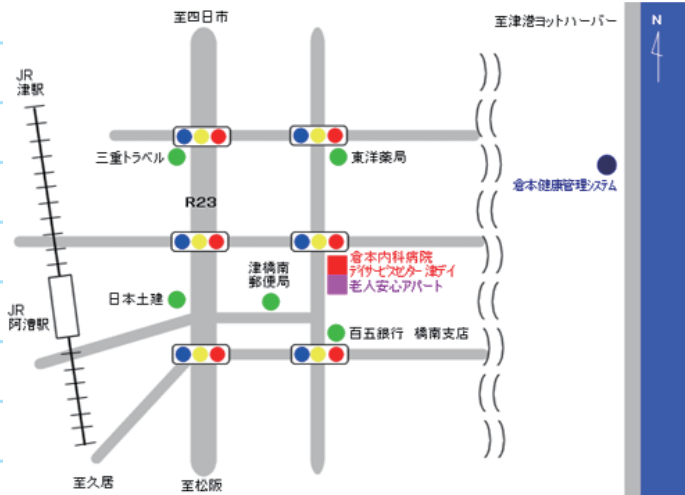 至四日市
至津港ヨットハーバー
N
JR
津駅
三重トラベル
東洋薬局
倉本健康管理システム
R23
倉本内科病院
デイサービスセンター 津デイ
老人安心アパート
津橋南
郵便局
日本土建
JR
阿漕駅
百五銀行 橋南支店
至久居
至松阪